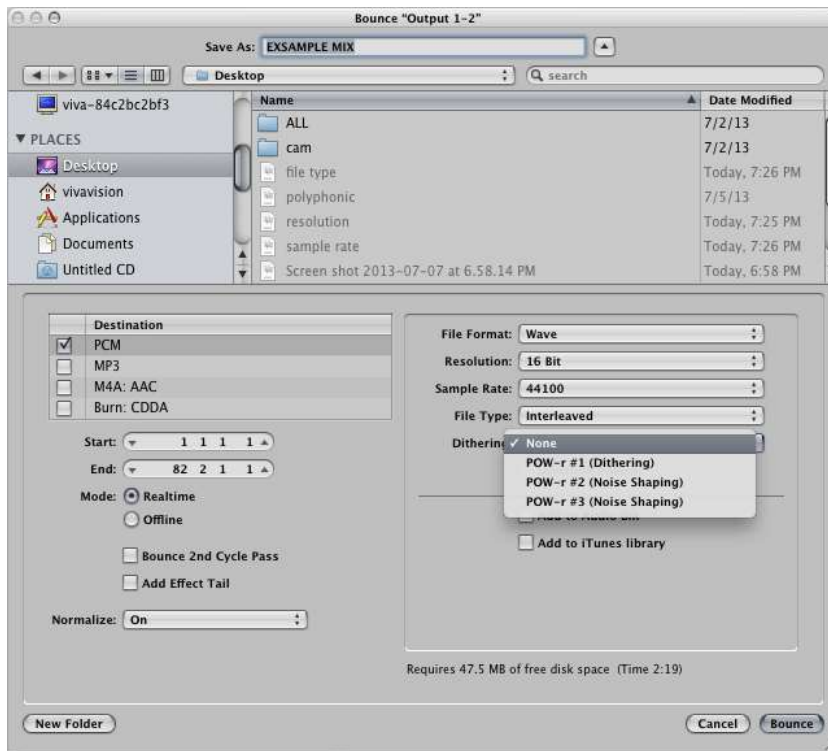 Bounce "Output 1-2"
Save As: EXSAMPLE MIX
Desktop
search
viva-84c2bc2bf3
PLACES
Desktop
vivavision
Applications
Documents
Untitled CD
Name Date Modified
ALL 7/2/13
cam 7/2/13
file type Today, 7:26 PM
polyphonic 7/5/13
resolution Today, 7:25 PM
sample rate Today, 7:26 PM
Screen shot 2013-07-07 at 6.58.14 PM Today, 6:58 PM
Destination
PCM
MP3
M4A: AAC
Burn: CDDA
Start: 1 1 1 1
End: 82 2 1 1
Mode: Realtime
Offline
Bounce 2nd Cycle Pass
Add Effect Tail
Normalize: On
File Format: Wave
Resolution: 16 Bit
Sample Rate: 44100
File Type: Interleaved
Dithering None
POW-r #1 (Dithering)
POW-r #2 (Noise Shaping)
POW-r #3 (Noise Shaping)
Add to Audio Bin
Add to iTunes library
Requires 47.5 MB of free disk space (Time 2:19)
New Folder
Cancel
Bounce